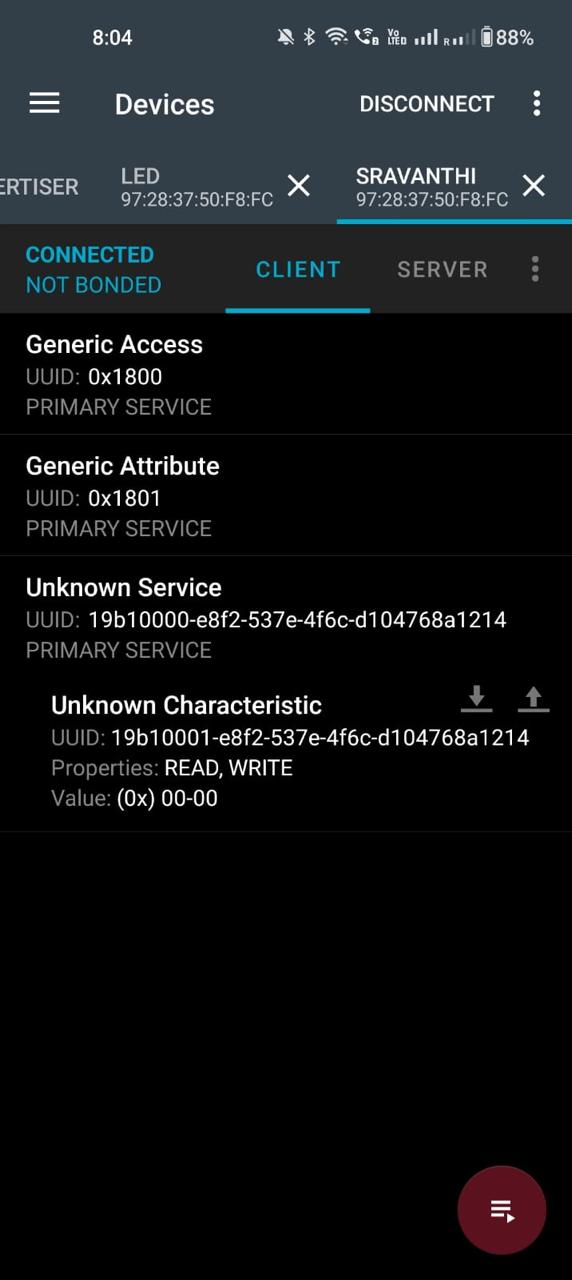 8:04
Vo
LTED
R
88%
Devices
DISCONNECT
ERTISER
LED
97:28:37:50:F8:FC
SRAVANTHI
97:28:37:50:F8:FC
CONNECTED
NOT BONDED
CLIENT
SERVER
Generic Access
UUID: 0x1800
PRIMARY SERVICE
Generic Attribute
UUID: 0x1801
PRIMARY SERVICE
Unknown Service
UUID: 19b10000-e8f2-537e-4f6c-d104768a1214
PRIMARY SERVICE
Unknown Characteristic
UUID: 19b10001-e8f2-537e-4f6c-d104768a1214
Properties: READ, WRITE
Value: (0x) 00-00